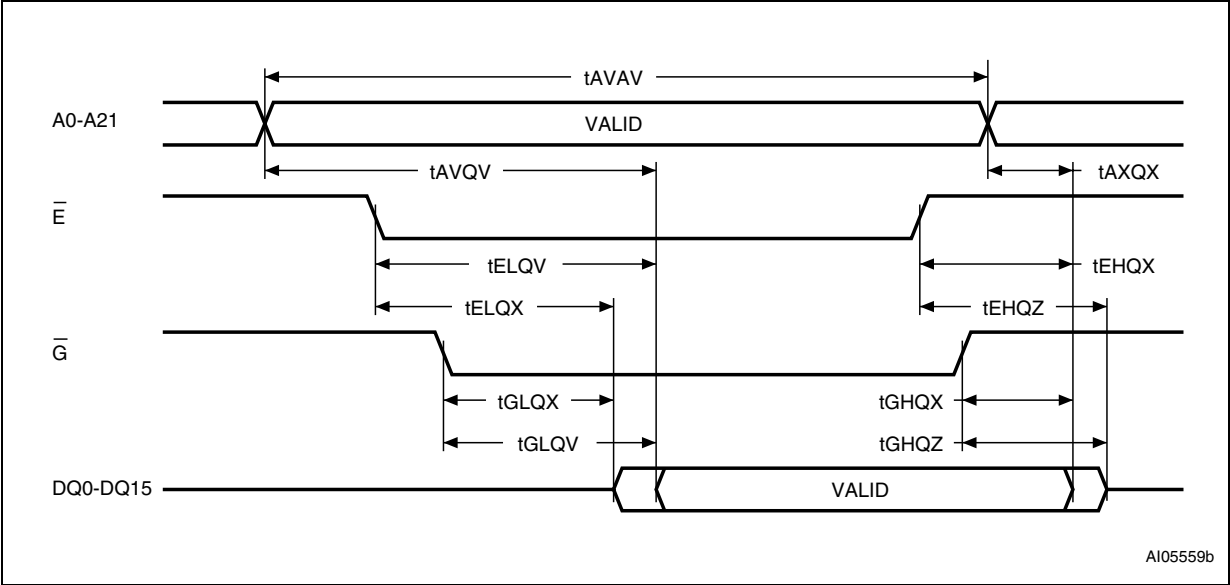 tAVAV
A0-A21
VALID
tAVQV
tAXQX
E̅
tELQV
tEHQX
tELQX
tEHQZ
G̅
tGLQX
tGHQX
tGLQV
tGHQZ
DQ0-DQ15
VALID
AI05559b